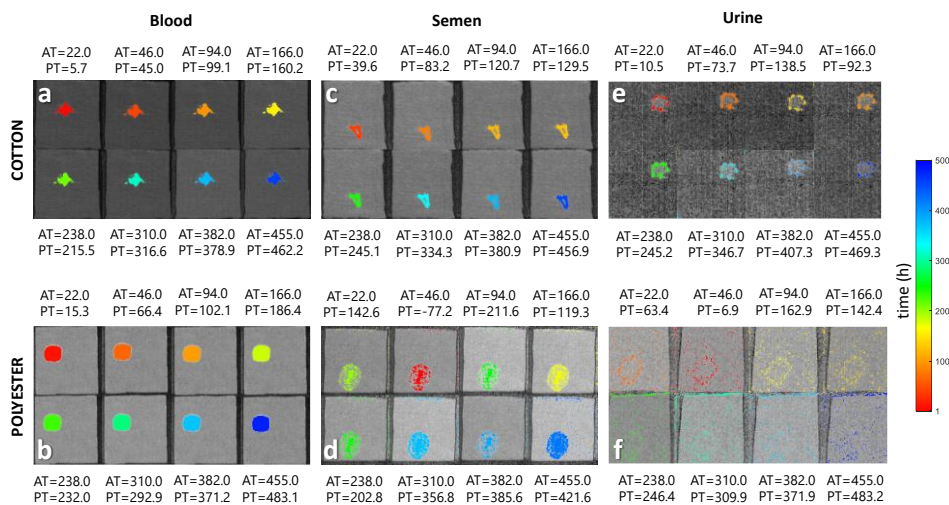 Blood
Semen
Urine
AT=22.0 AT=46.0 AT=94.0 AT=166.0
PT=5.7 PT=45.0 PT=99.1 PT=160.2
AT=22.0 AT=46.0 AT=94.0 AT=166.0
PT=39.6 PT=83.2 PT=120.7 PT=129.5
AT=22.0 AT=46.0 AT=94.0 AT=166.0
PT=10.5 PT=73.7 PT=138.5 PT=92.3
COTTON
a
c
e
AT=238.0 AT=310.0 AT=382.0 AT=455.0
PT=215.5 PT=316.6 PT=378.9 PT=462.2
AT=238.0 AT=310.0 AT=382.0 AT=455.0
PT=245.1 PT=334.3 PT=380.9 PT=456.9
AT=238.0 AT=310.0 AT=382.0 AT=455.0
PT=245.2 PT=346.7 PT=407.3 PT=469.3
AT=22.0 AT=46.0 AT=94.0 AT=166.0
PT=15.3 PT=66.4 PT=102.1 PT=186.4
AT=22.0 AT=46.0 AT=94.0 AT=166.0
PT=142.6 PT=-77.2 PT=211.6 PT=119.3
AT=22.0 AT=46.0 AT=94.0 AT=166.0
PT=63.4 PT=6.9 PT=162.9 PT=142.4
POLYESTER
b
d
f
AT=238.0 AT=310.0 AT=382.0 AT=455.0
PT=232.0 PT=292.9 PT=371.2 PT=483.1
AT=238.0 AT=310.0 AT=382.0 AT=455.0
PT=202.8 PT=356.8 PT=385.6 PT=421.6
AT=238.0 AT=310.0 AT=382.0 AT=455.0
PT=246.4 PT=309.9 PT=371.9 PT=483.2
500
400
300
200
100
1
time (h)